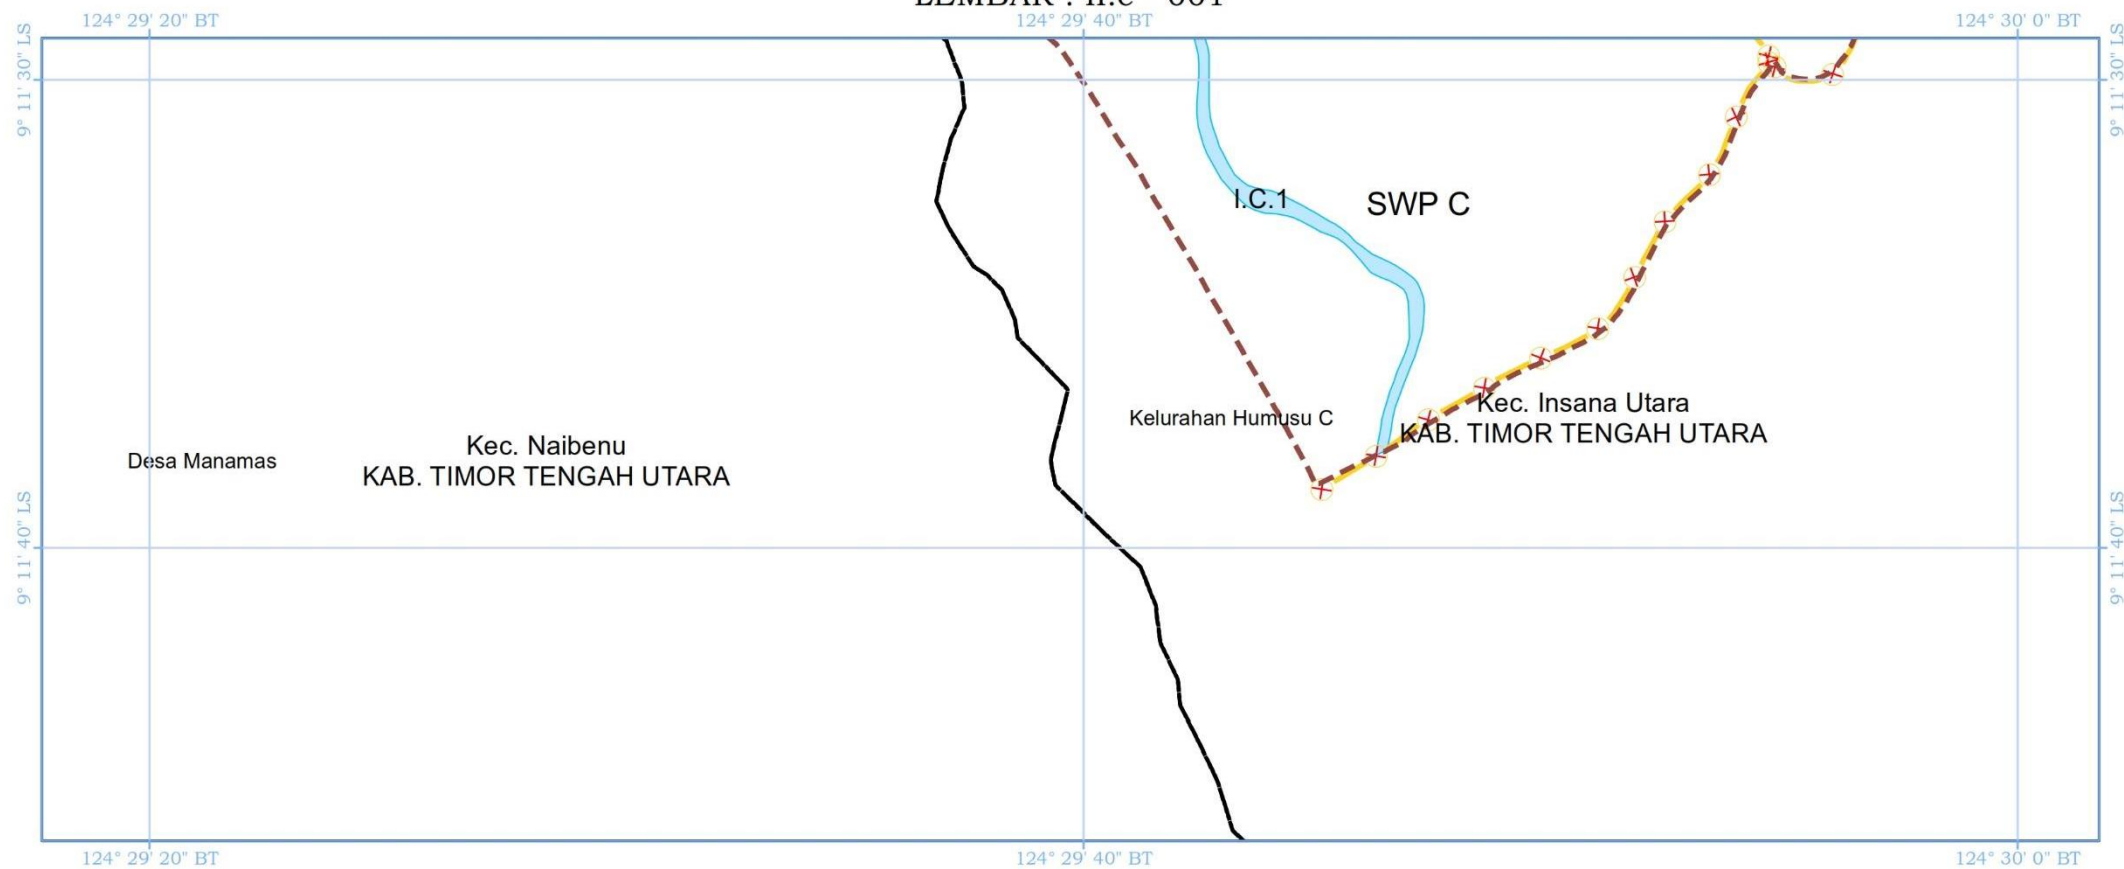 124° 29' 20" BT
124° 29' 40" BT
124° 30' 0" BT
9° 11' 30" LS
9° 11' 30" LS
I.C.1
SWP C
Kec. Insana Utara
KAB. TIMOR TENGAH UTARA
Kelurahan Humusu C
Kec. Naibenu
KAB. TIMOR TENGAH UTARA
Desa Manamas
9° 11' 40" LS
9° 11' 40" LS
124° 29' 20" BT
124° 29' 40" BT
124° 30' 0" BT